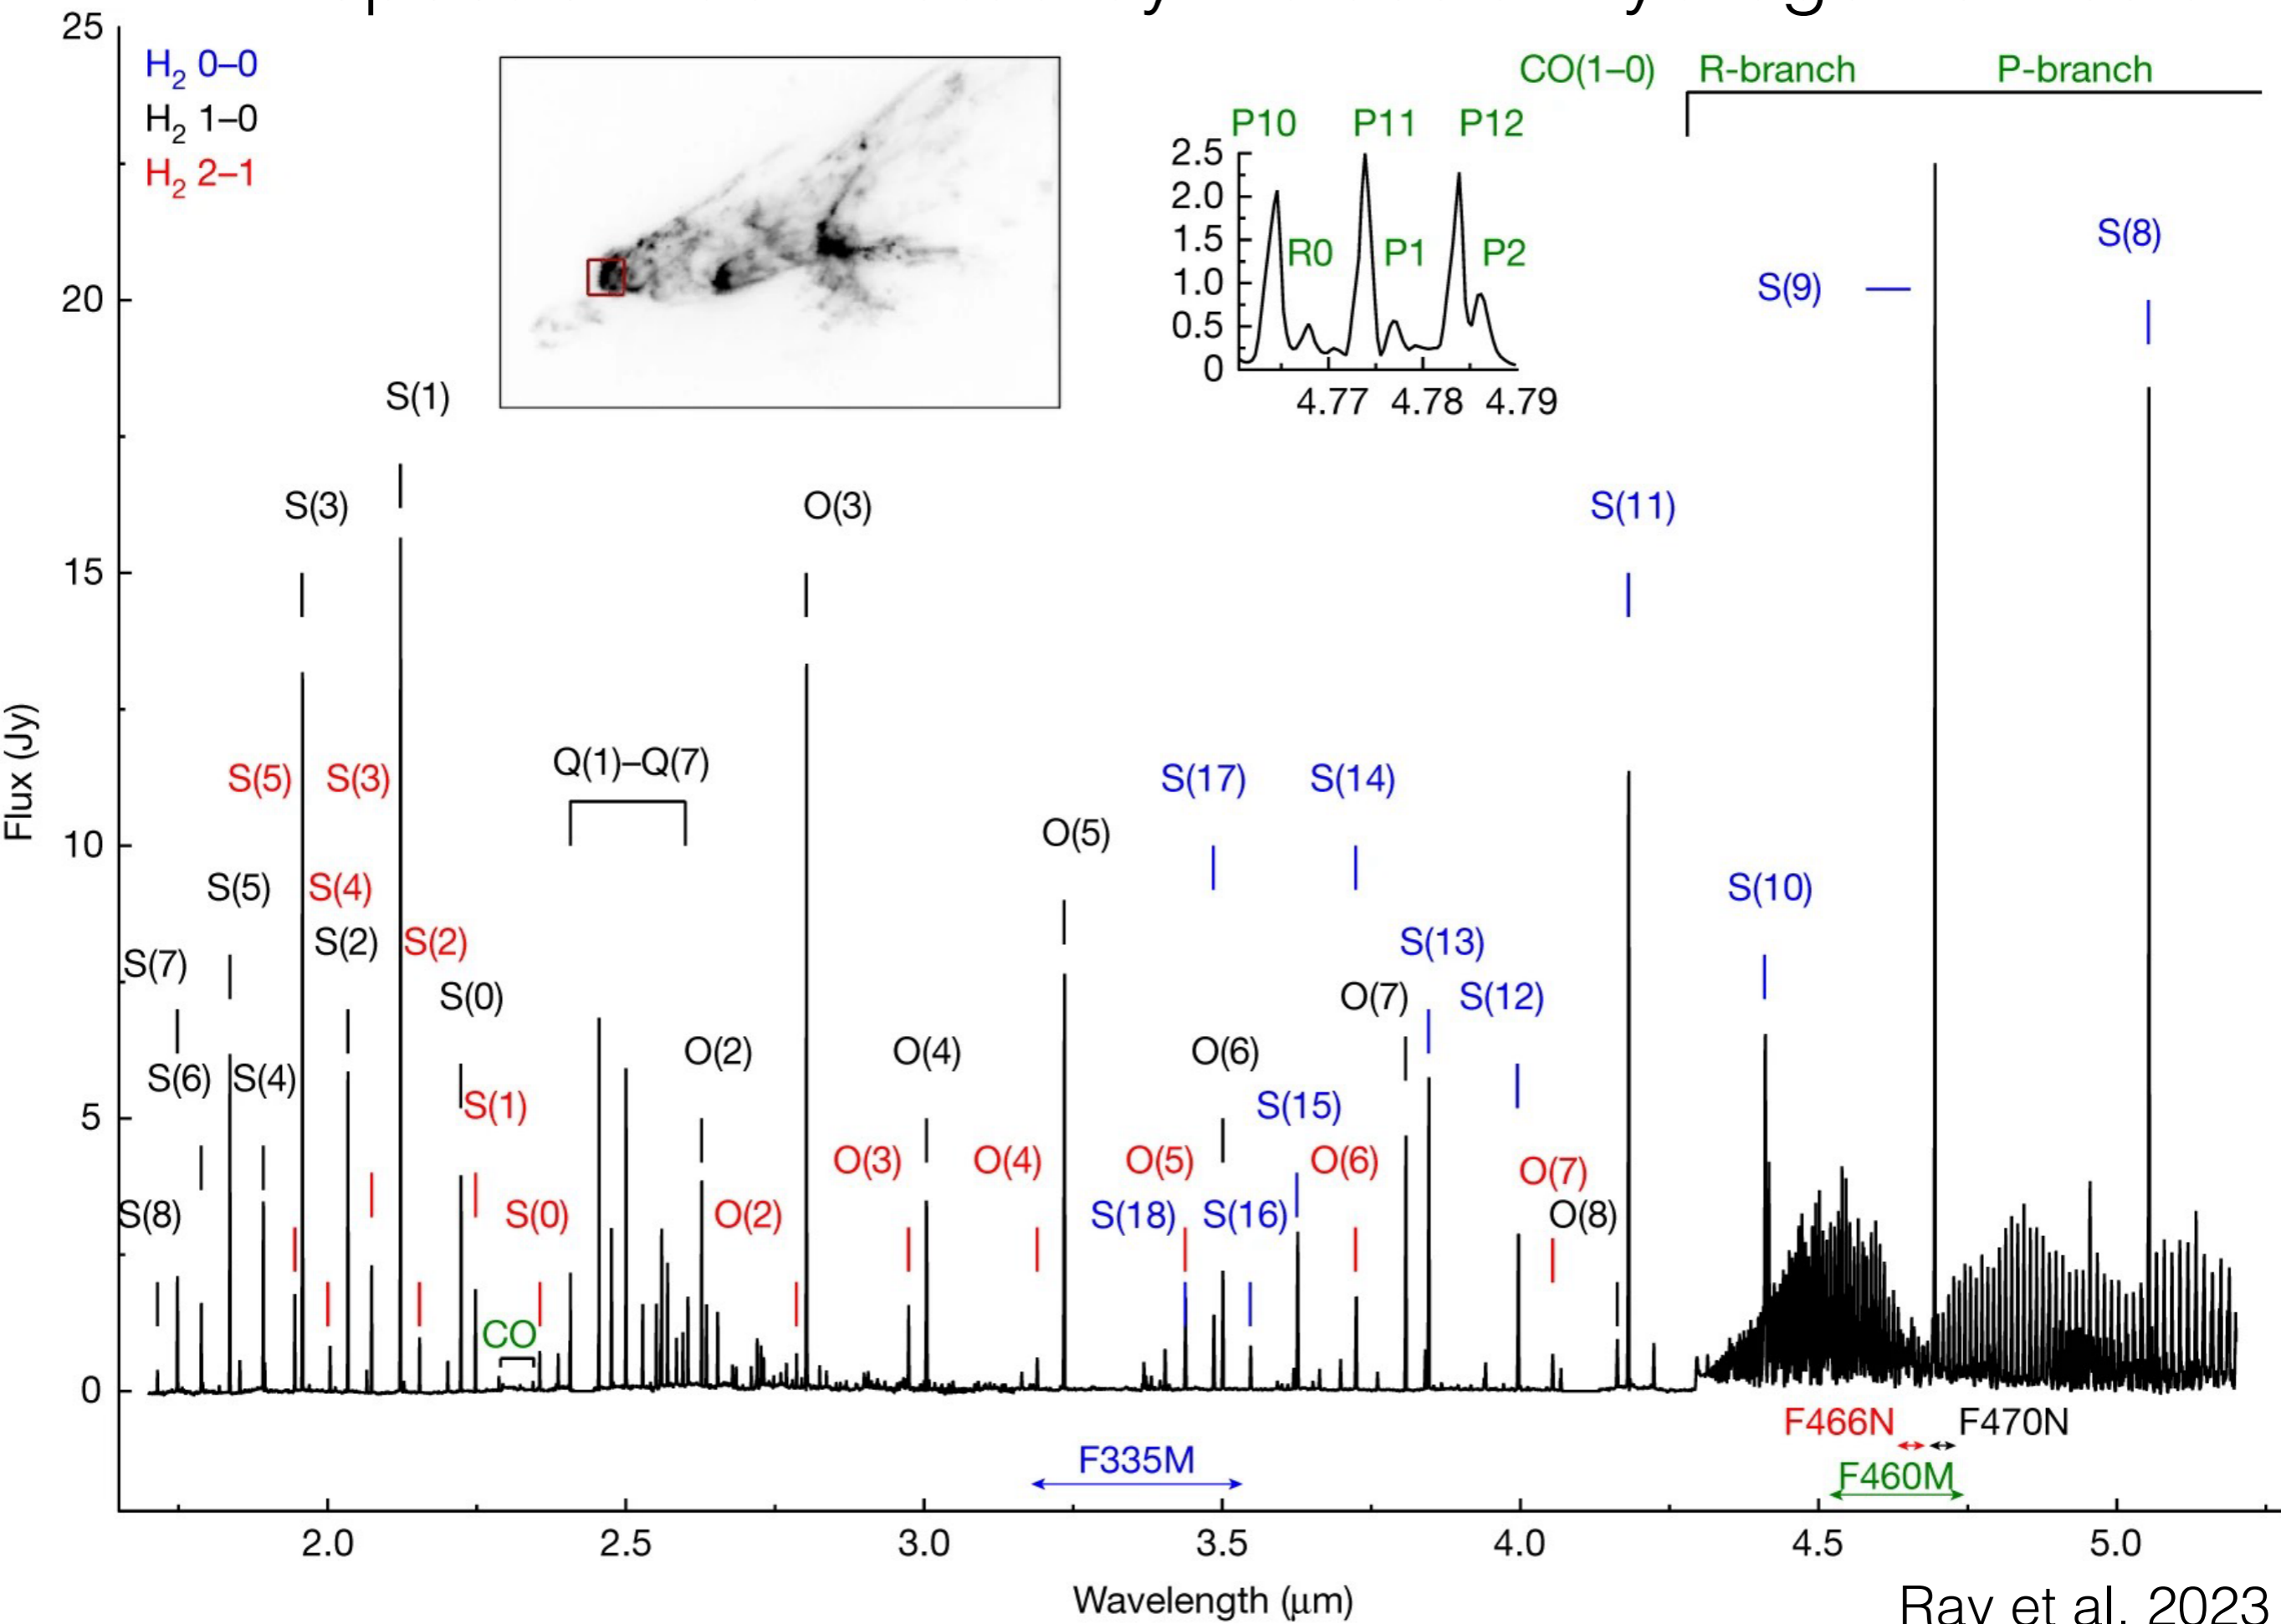 25
20
15
10
5
0
Flux (Jy)
H2 0–0
H2 1–0
H2 2–1
CO(1–0) R-branch P-branch
P10 P11 P12
R0 P1 P2
2.5
2.0
1.5
1.0
0.5
0
4.77 4.78 4.79
S(8)
S(9)
S(1)
S(3) O(3) S(11)
S(5) S(3) Q(1)–Q(7) S(17) S(14)
O(5)
S(5) S(4) S(10)
S(7) S(2) S(2) S(13)
S(0) O(7) S(12)
S(6) S(4) O(2) O(4) O(6)
S(1) S(15)
O(3) O(4) O(5) O(6) O(7)
S(8) S(0) O(2) S(18) S(16) O(8)
CO
F466N F470N
F335M F460M
2.0 2.5 3.0 3.5 4.0 4.5 5.0
Wavelength (μm)
Ray et al. 2023